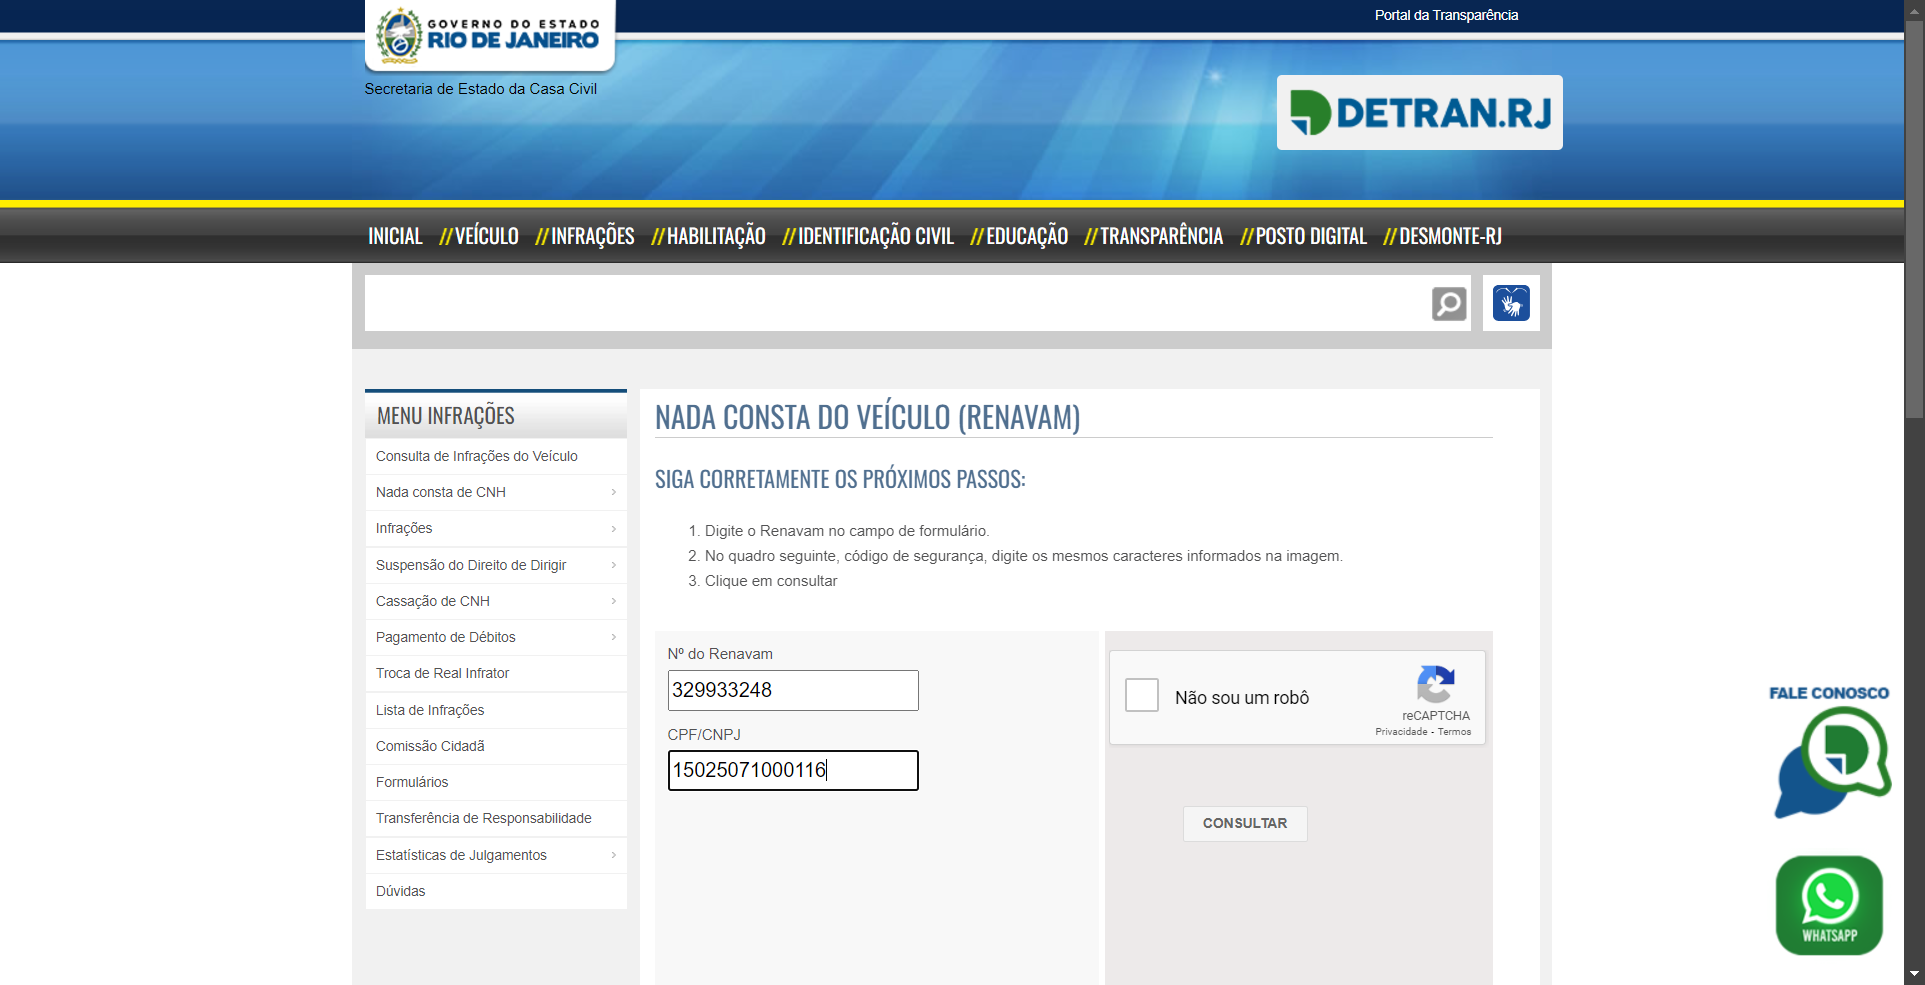 Portal da Transparência
GOVERNO DO ESTADO
RIO DE JANEIRO
Secretaria de Estado da Casa Civil
DETRAN.RJ
INICIAL //VEÍCULO //INFRAÇÕES //HABILITAÇÃO //IDENTIFICAÇÃO CIVIL //EDUCAÇÃO //TRANSPARÊNCIA //POSTO DIGITAL //DESMONTE-RJ
MENU INFRAÇÕES
Consulta de Infrações do Veículo
Nada consta de CNH
Infrações
Suspensão do Direito de Dirigir
Cassação de CNH
Pagamento de Débitos
Troca de Real Infrator
Lista de Infrações
Comissão Cidadã
Formulários
Transferência de Responsabilidade
Estatísticas de Julgamentos
Dúvidas
NADA CONSTA DO VEÍCULO (RENAVAM)
SIGA CORRETAMENTE OS PRÓXIMOS PASSOS:
1. Digite o Renavam no campo de formulário.
2. No quadro seguinte, código de segurança, digite os mesmos caracteres informados na imagem.
3. Clique em consultar
Nº do Renavam
329933248
CPF/CNPJ
15025071000116
Não sou um robô
reCAPTCHA
Privacidade - Termos
CONSULTAR
FALE CONOSCO
WHATSAPP